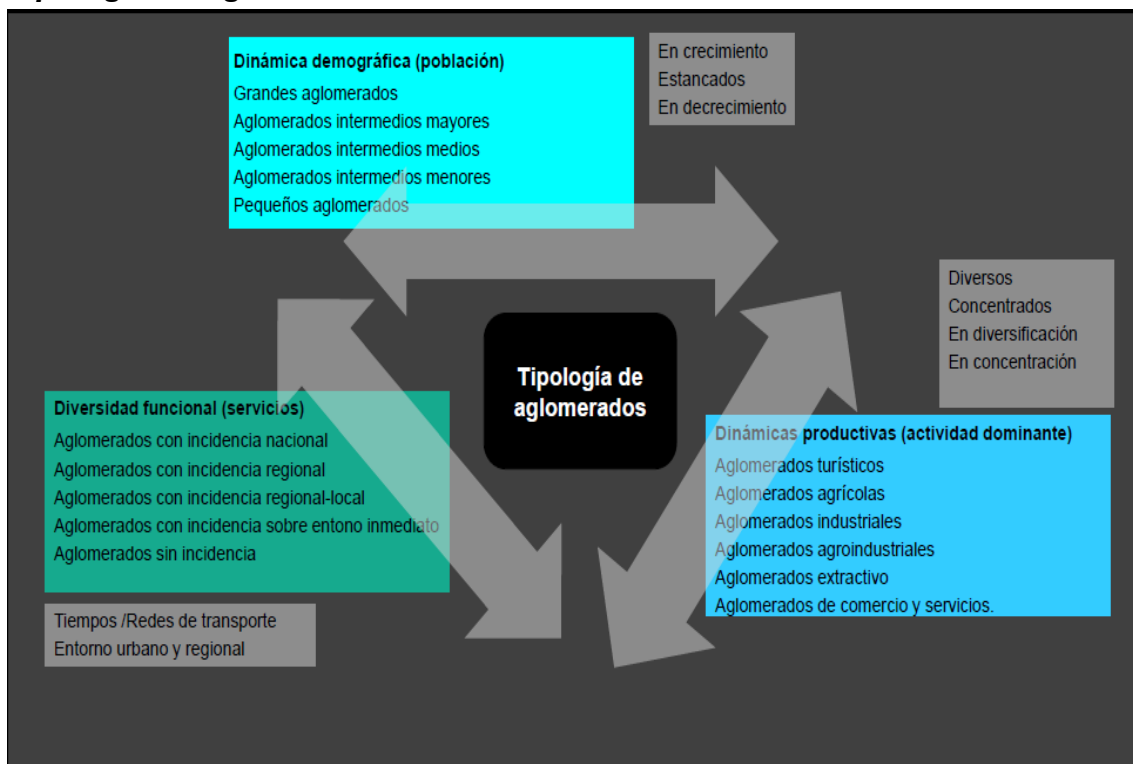 Dinámica demográfica (población)
Grandes aglomerados
Aglomerados intermedios mayores
Aglomerados intermedios medios
Aglomerados intermedios menores
Pequeños aglomerados
En crecimiento
Estancados
En decrecimiento
Diversos
Concentrados
En diversificación
En concentración
Tipología de
aglomerados
Diversidad funcional (servicios)
Aglomerados con incidencia nacional
Aglomerados con incidencia regional
Aglomerados con incidencia regional-local
Aglomerados con incidencia sobre entono inmediato
Aglomerados sin incidencia
Dinámicas productivas (actividad dominante)
Aglomerados turísticos
Aglomerados agrícolas
Aglomerados industriales
Aglomerados agroindustriales
Aglomerados extractivo
Aglomerados de comercio y servicios.
Tiempos /Redes de transporte
Entorno urbano y regional